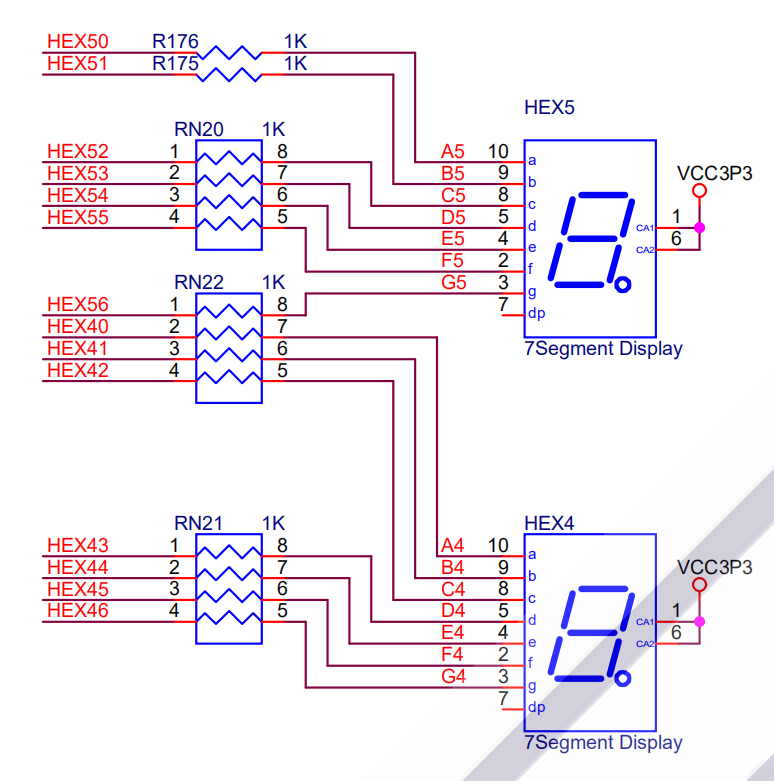 HEX50 R176 1K
HEX51 R175 1K
HEX5
RN20 1K
HEX52 1 8 A5 10 a
HEX53 2 7 B5 9 b
HEX54 3 6 C5 8 c
HEX55 4 5 D5 5 d
E5 4 e
F5 2 f
G5 3 g
7 dp
VCC3P3
CA1 1
CA2 6
7Segment Display
RN22 1K
HEX56 1 8
HEX40 2 7
HEX41 3 6
HEX42 4 5
HEX4
RN21 1K
HEX43 1 8 A4 10 a
HEX44 2 7 B4 9 b
HEX45 3 6 C4 8 c
HEX46 4 5 D4 5 d
E4 4 e
F4 2 f
G4 3 g
7 dp
VCC3P3
CA1 1
CA2 6
7Segment Display